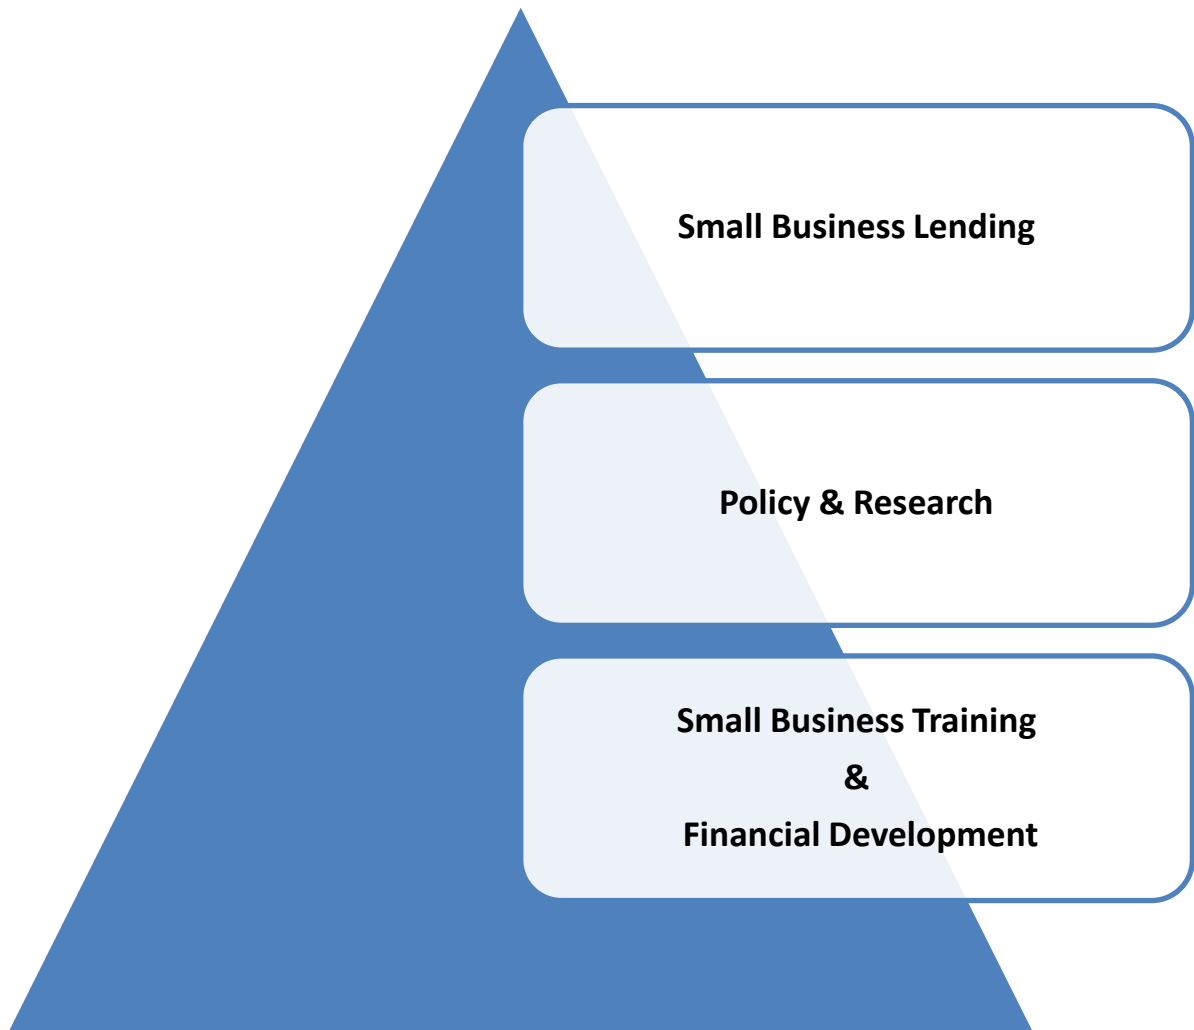 Small Business Lending
Policy & Research
Small Business Training
&
Financial Development